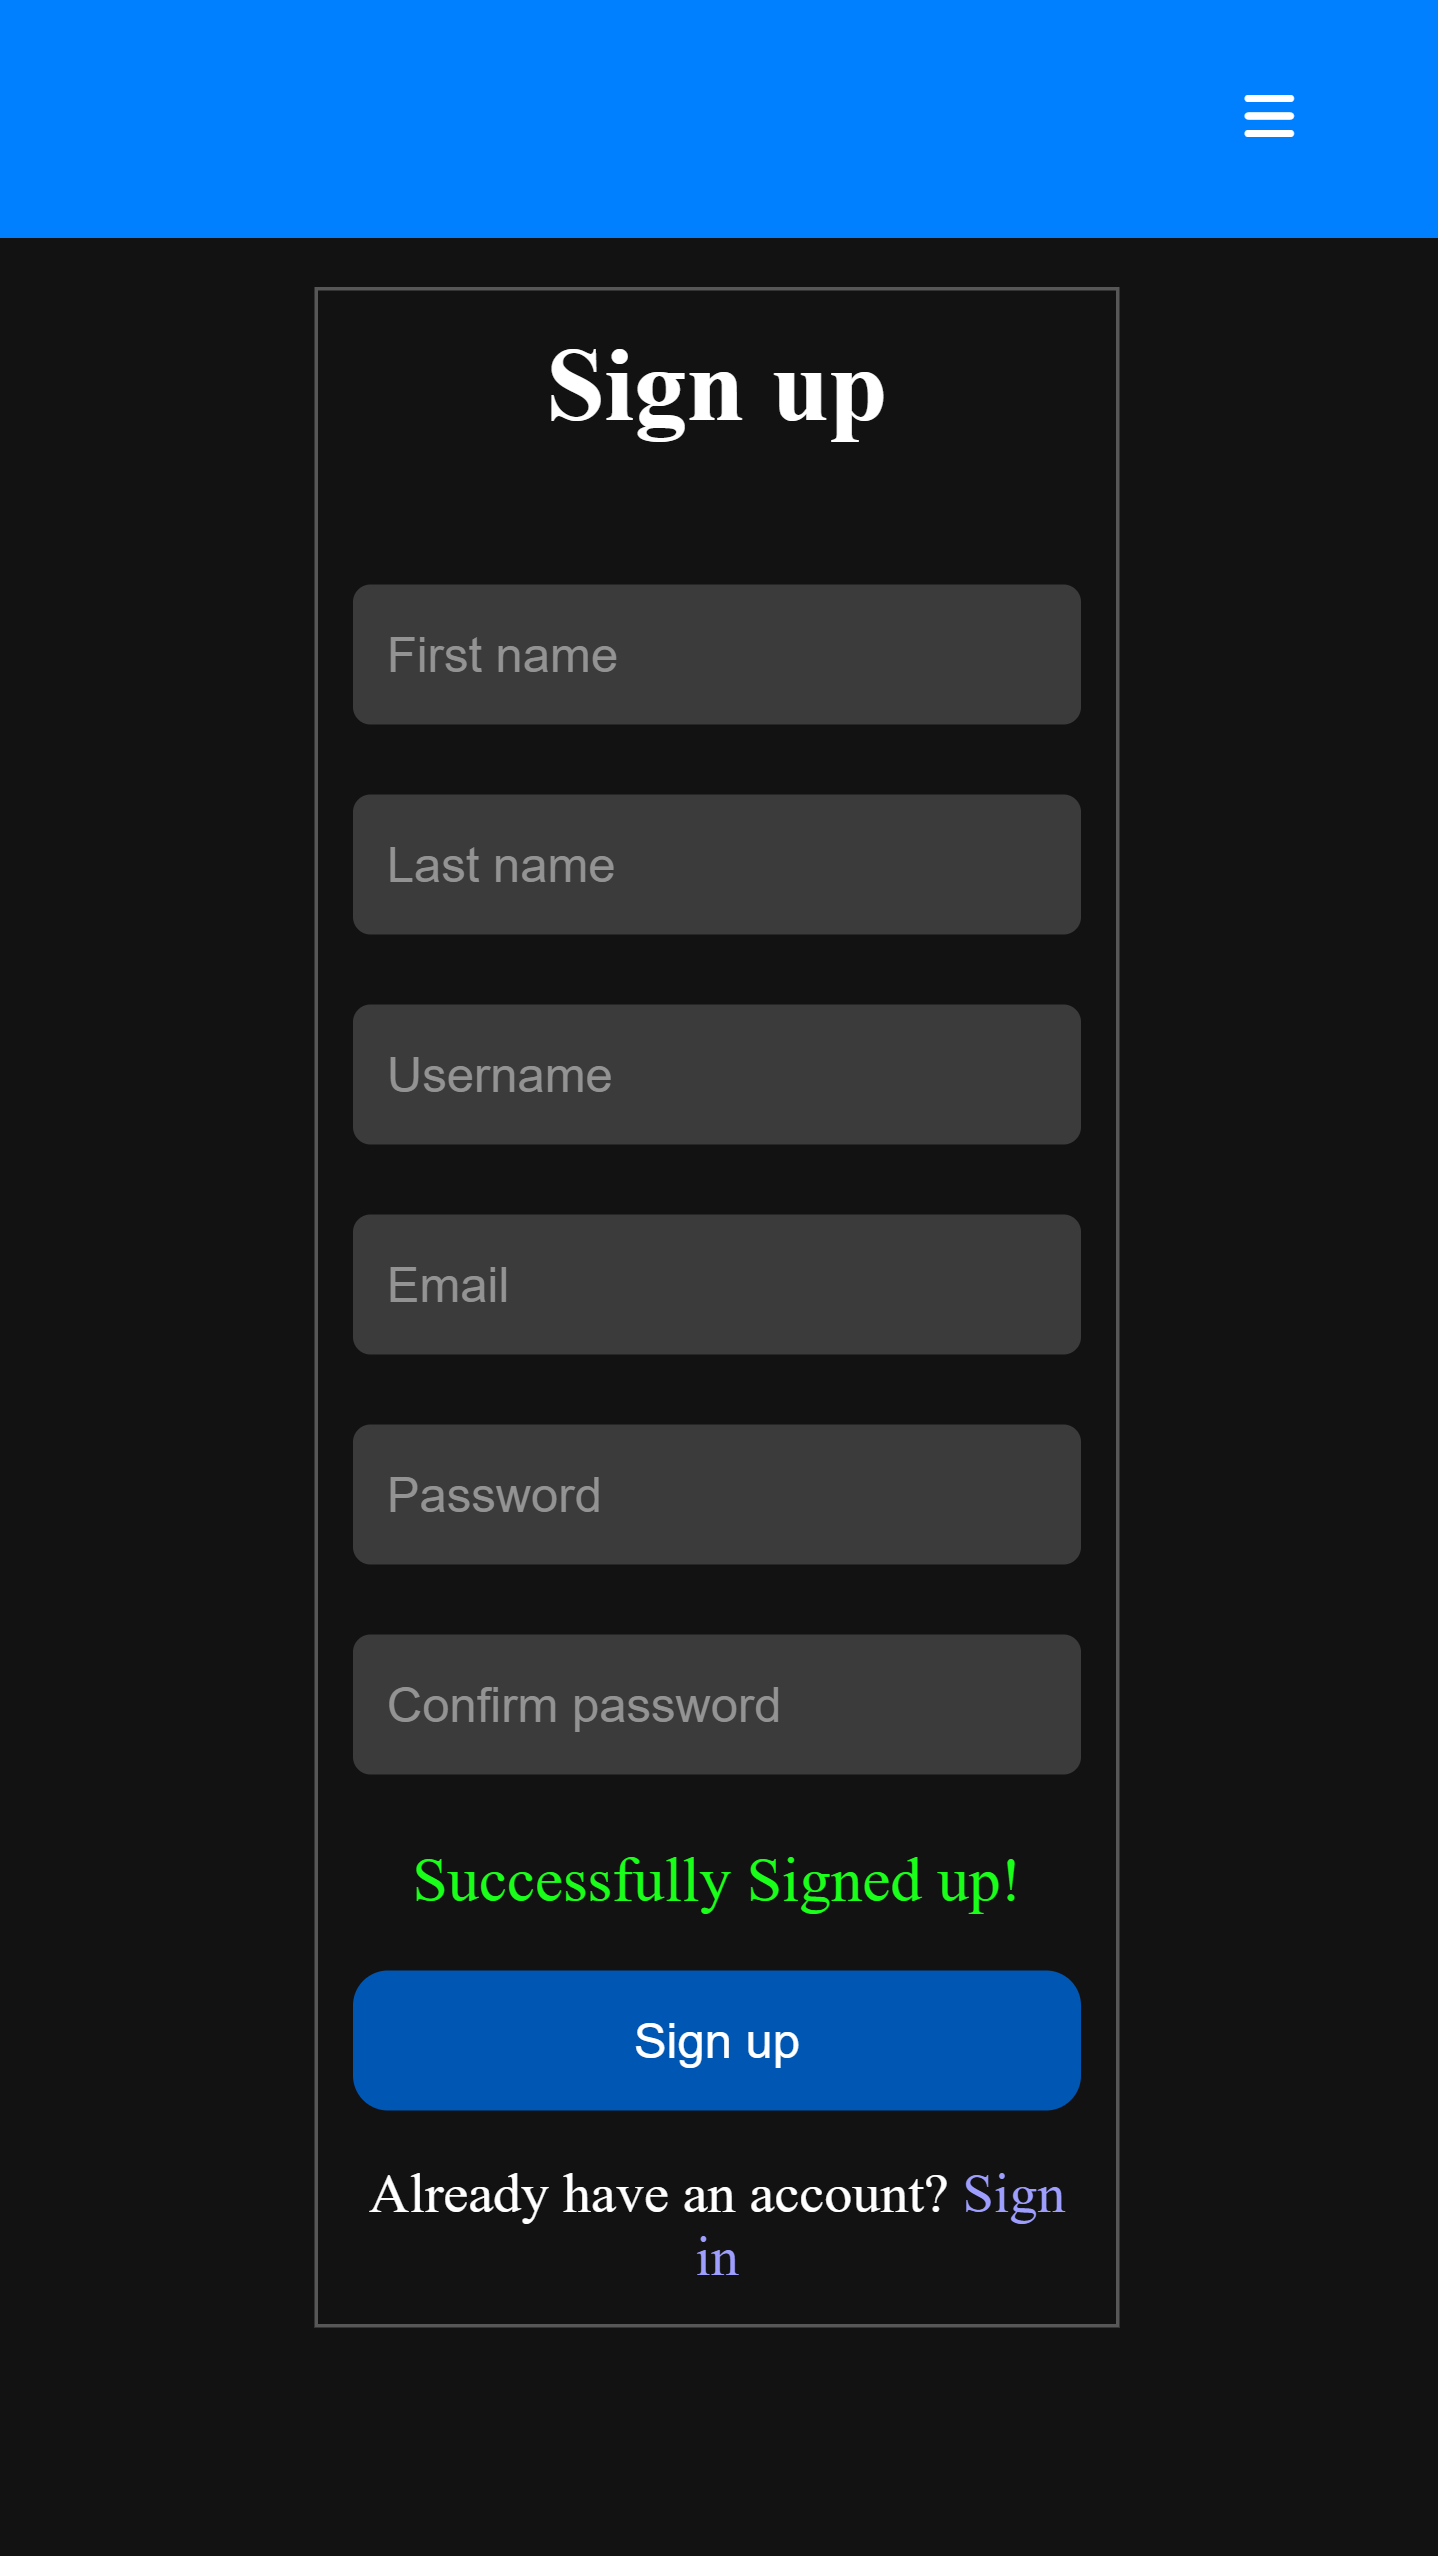 Sign up
First name
Last name
Username
Email
Password
Confirm password
Successfully Signed up!
Sign up
Already have an account? Sign
in